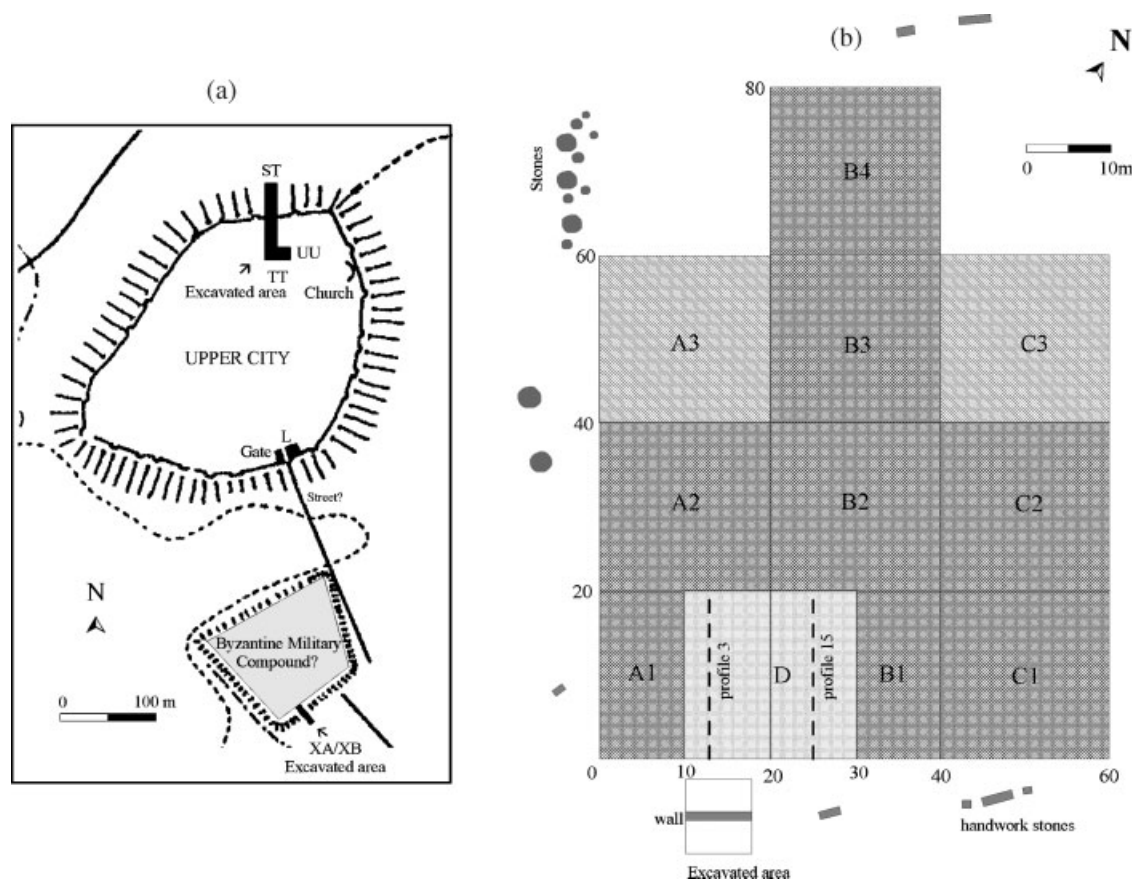 (a)
ST
UU
TT
Excavated area
Church
UPPER CITY
L
Gate
Street?
N
Byzantine Military
Compound?
0 100 m
XA/XB
Excavated area
(b)
N
80
0 10m
Stones
B4
60
A3 B3 C3
40
A2 B2 C2
20
A1 profile 3 D profile 15 B1 C1
0 10 20 30 40 60
wall
handwork stones
Excavated area